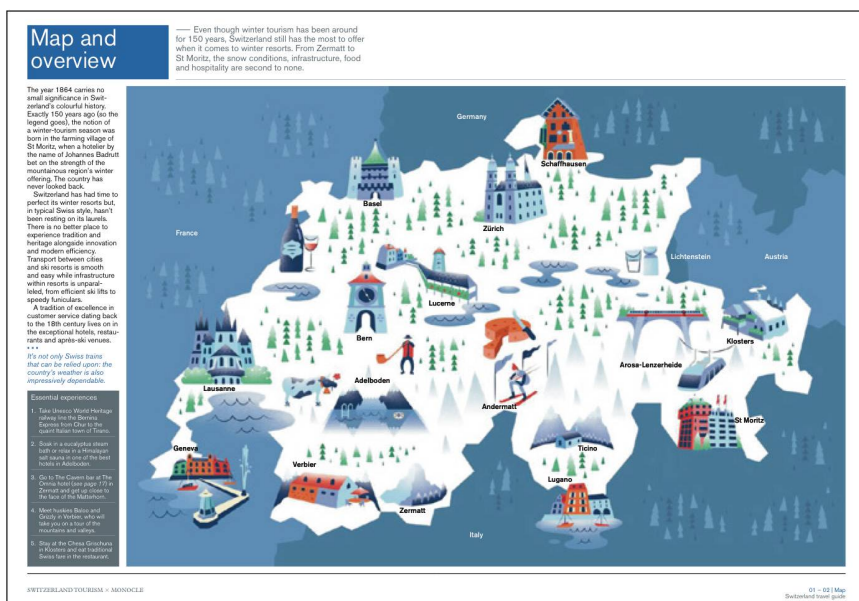 Map and
overview
—— Even though winter tourism has been around
for 150 years, Switzerland still has the most to offer
when it comes to winter resorts. From Zermatt to
St Moritz, the snow conditions, infrastructure, food
and hospitality are second to none.
The year 1864 carries no
small significance in Swit-
zerland's colourful history.
Exactly 150 years ago (so the
legend goes), the notion of
a winter-tourism season was
born in the farming village of
St Moritz, when a hotelier by
the name of Johannes Badrutt
bet on the strength of the
mountainous region's winter
offering. The country has
never looked back.
Switzerland has had time to
perfect its winter resorts but,
in typical Swiss style, hasn't
been resting on its laurels.
There is no better place to
experience tradition and
heritage alongside innovation
and modern efficiency.
Transport between cities
and ski resorts is smooth
and easy while infrastructure
within resorts is unparal-
leled, from efficient ski lifts to
speedy funiculars.
A tradition of excellence in
customer service dating back
to the 18th century lives on in
the exceptional hotels, restau-
rants and après-ski venues.
• • •
It's not only Swiss trains
that can be relied upon: the
country's weather is also
impressively dependable.
Essential experiences
1. Take Unesco World Heritage
railway line the Bernina
Express from Chur to the
quaint Italian town of Tirano.
2. Soak in a eucalyptus steam
bath or relax in a Himalayan
salt sauna in one of the best
hotels in Adelboden.
3. Go to The Cavern bar at The
Omnia hotel (see page 17) in
Zermatt and get up close to
the face of the Matterhorn.
4. Meet huskies Baloo and
Grizzly in Verbier, who will
take you on a tour of the
mountains and valleys.
5. Stay at the Chesa Grischuna
in Klosters and eat traditional
Swiss fare in the restaurant.
Germany
Schaffhausen
Basel
Zürich
France
Lichtenstein
Austria
Lucerne
Bern
Klosters
Arosa-Lenzerheide
Adelboden
Lausanne
Andermatt
St Moritz
Geneva
Ticino
Verbier
Lugano
Zermatt
Italy
SWITZERLAND TOURISM × MONOCLE
01 – 02 | Map
Switzerland travel guide